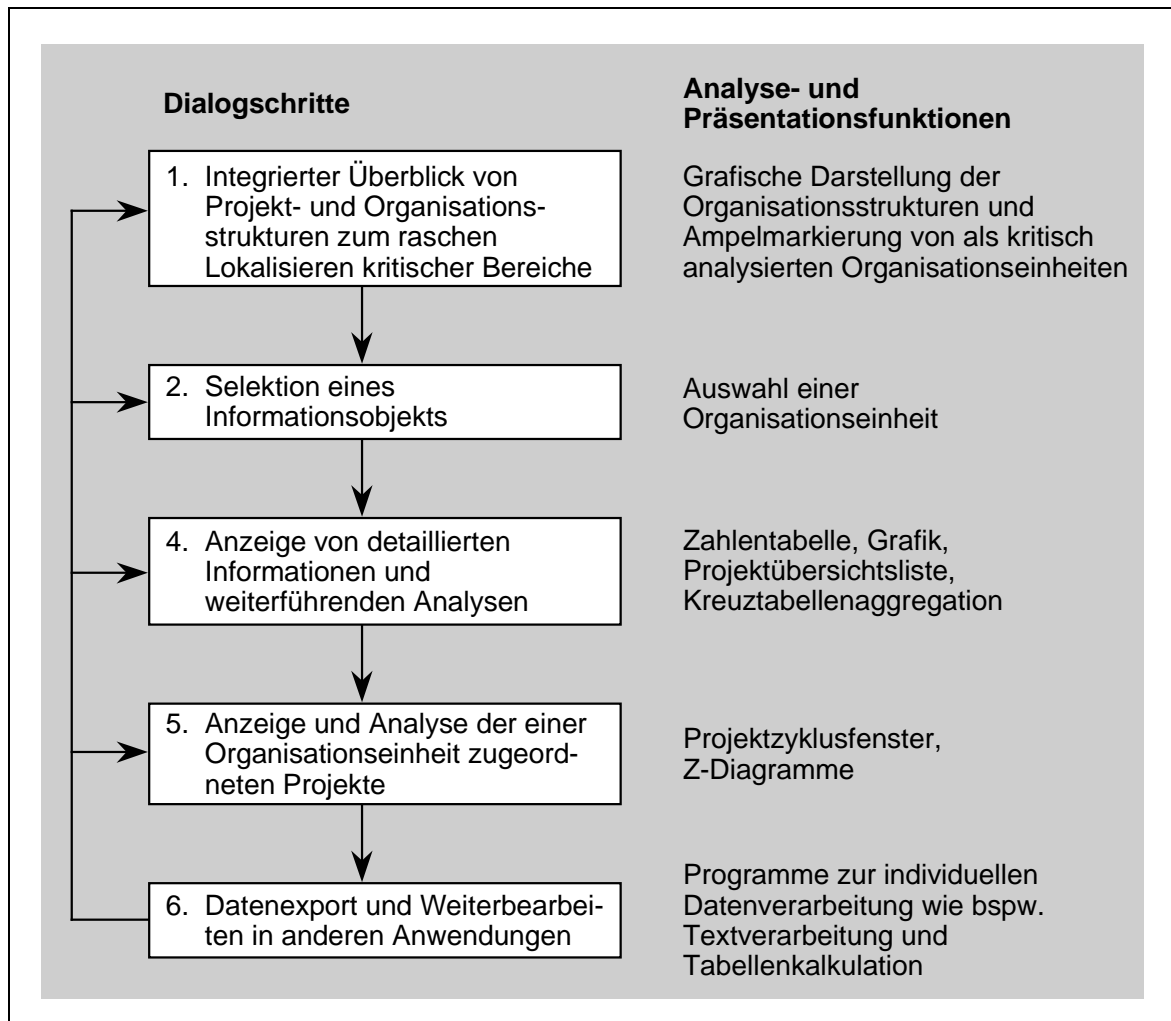 Dialogschritte
Analyse- und
Präsentationsfunktionen
1. Integrierter Überblick von
Projekt- und Organisations-
strukturen zum raschen
Lokalisieren kritischer Bereiche
Grafische Darstellung der
Organisationsstrukturen und
Ampelmarkierung von als kritisch
analysierten Organisationseinheiten
2. Selektion eines
Informationsobjekts
Auswahl einer
Organisationseinheit
4. Anzeige von detaillierten
Informationen und
weiterführenden Analysen
Zahlentabelle, Grafik,
Projektübersichtsliste,
Kreuztabellenaggregation
5. Anzeige und Analyse der einer
Organisationseinheit zugeord-
neten Projekte
Projektzyklusfenster,
Z-Diagramme
6. Datenexport und Weiterbearbei-
ten in anderen Anwendungen
Programme zur individuellen
Datenverarbeitung wie bspw.
Textverarbeitung und
Tabellenkalkulation